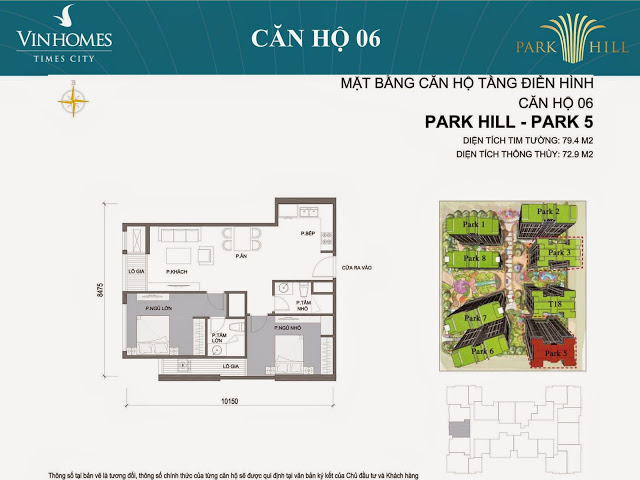 VINHOMES
TIMES CITY
CĂN HỘ 06
PARK HILL
MẶT BẰNG CĂN HỘ TẦNG ĐIỂN HÌNH
CĂN HỘ 06
PARK HILL - PARK 5
DIỆN TÍCH TIM TƯỜNG: 79.4 M2
DIỆN TÍCH THÔNG THỦY: 72.9 M2
B
P.BẾP
P.ĂN
LÔ GIA
P.KHÁCH
CỬA RA VÀO
8475
P.TẮM
NHỎ
P.NGỦ LỚN
P.NGỦ NHỎ
P.TẮM
LỚN
LÔ GIA
10150
Park 1
Park 2
Park 8
Park 3
T18
Park 7
Park 6
Park 5
Thông số tại bản vẽ là tương đối, thông số chính thức của từng căn hộ sẽ được qui định tại văn bản ký kết của Chủ đầu tư và Khách hàng